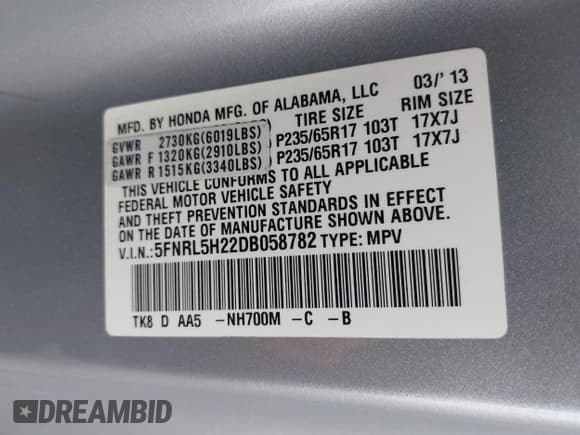 MFD. BY HONDA MFG. OF ALABAMA, LLC 03/'13
TIRE SIZE RIM SIZE
GVWR 2730KG(6019LBS)
GAWR F 1320KG(2910LBS) P235/65R17 103T 17X7J
GAWR R 1515KG(3340LBS) P235/65R17 103T 17X7J
THIS VEHICLE CONFORMS TO ALL APPLICABLE
FEDERAL MOTOR VEHICLE SAFETY
AND THEFT PREVENTION STANDARDS IN EFFECT
ON THE DATE OF MANUFACTURE SHOWN ABOVE.
V.I.N.:5FNRL5H22DB058782 TYPE: MPV
TK8 D AA5 -NH700M -C -B
DREAMBID